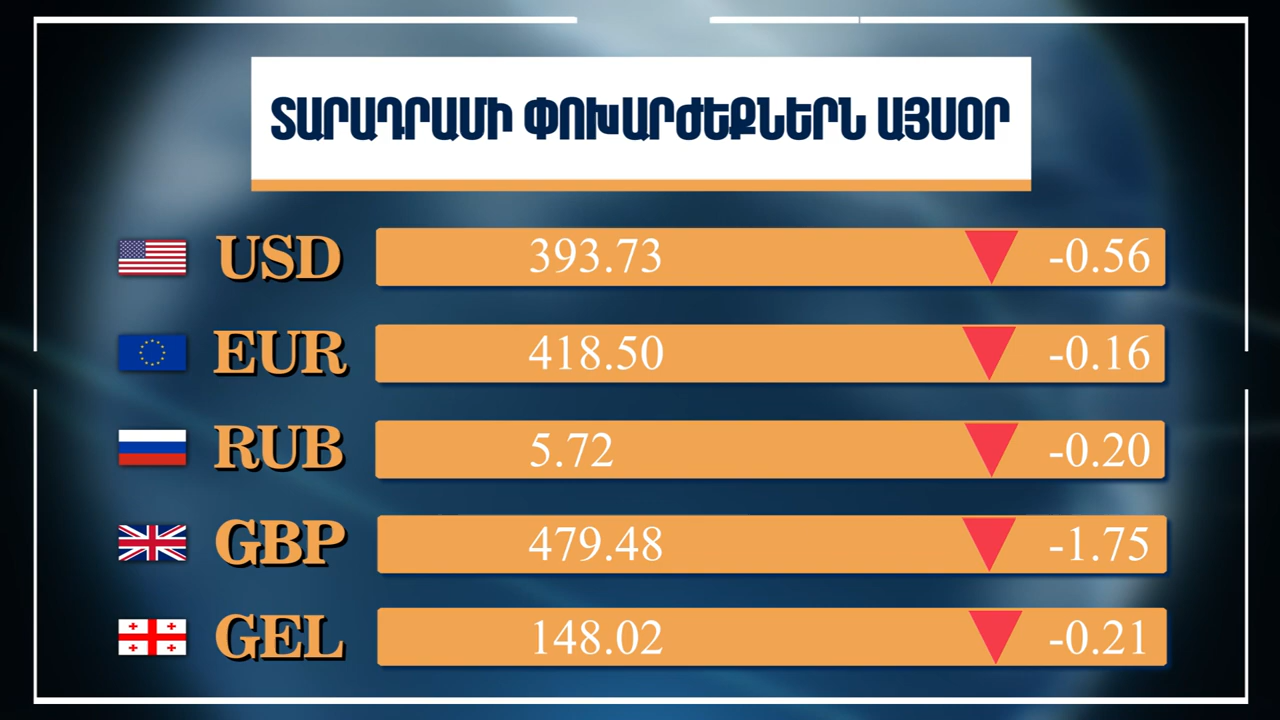 ՏԱՐԱԴՐԱՄԻ ՓՈԽԱՐԺԵՔՆԵՐՆ ԱՅՍՕՐ
USD 393.73 -0.56
EUR 418.50 -0.16
RUB 5.72 -0.20
GBP 479.48 -1.75
GEL 148.02 -0.21